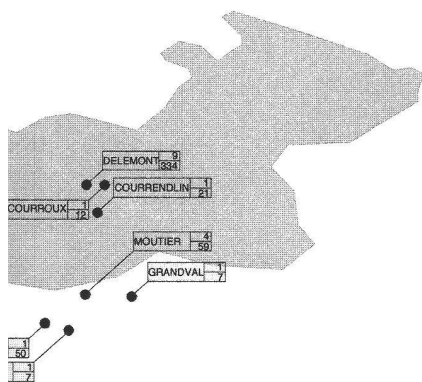 DELEMONT 9
334
COURRENDLIN 1
21
COURROUX 1
12
MOUTIER 4
59
GRANDVAL 1
7
1
50
1
7